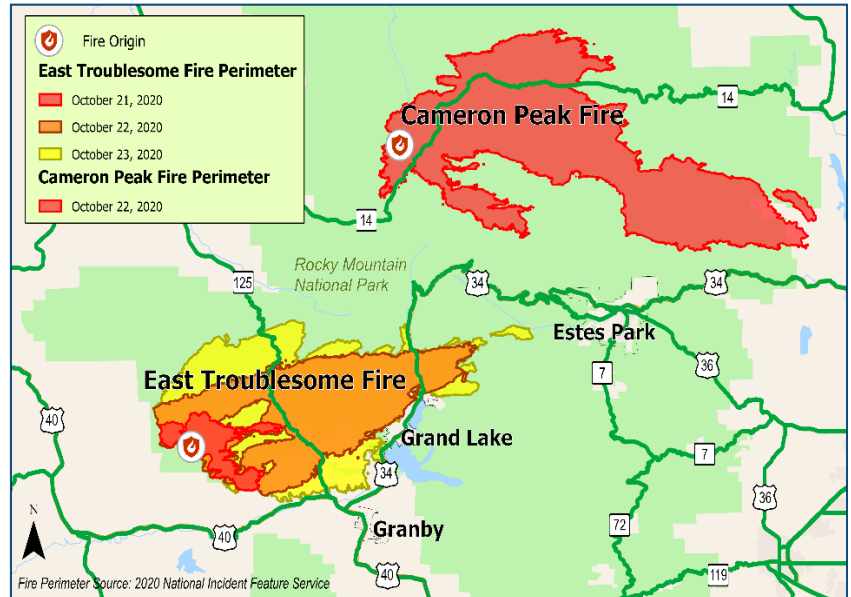 Fire Origin
East Troublesome Fire Perimeter
October 21, 2020
October 22, 2020
October 23, 2020
Cameron Peak Fire Perimeter
October 22, 2020
Cameron Peak Fire
14
14
125
Rocky Mountain
National Park
34
34
Estes Park
36
7
East Troublesome Fire
40
Grand Lake
7
34
36
Granby
40
72
40
119
N
Fire Perimeter Source: 2020 National Incident Feature Service